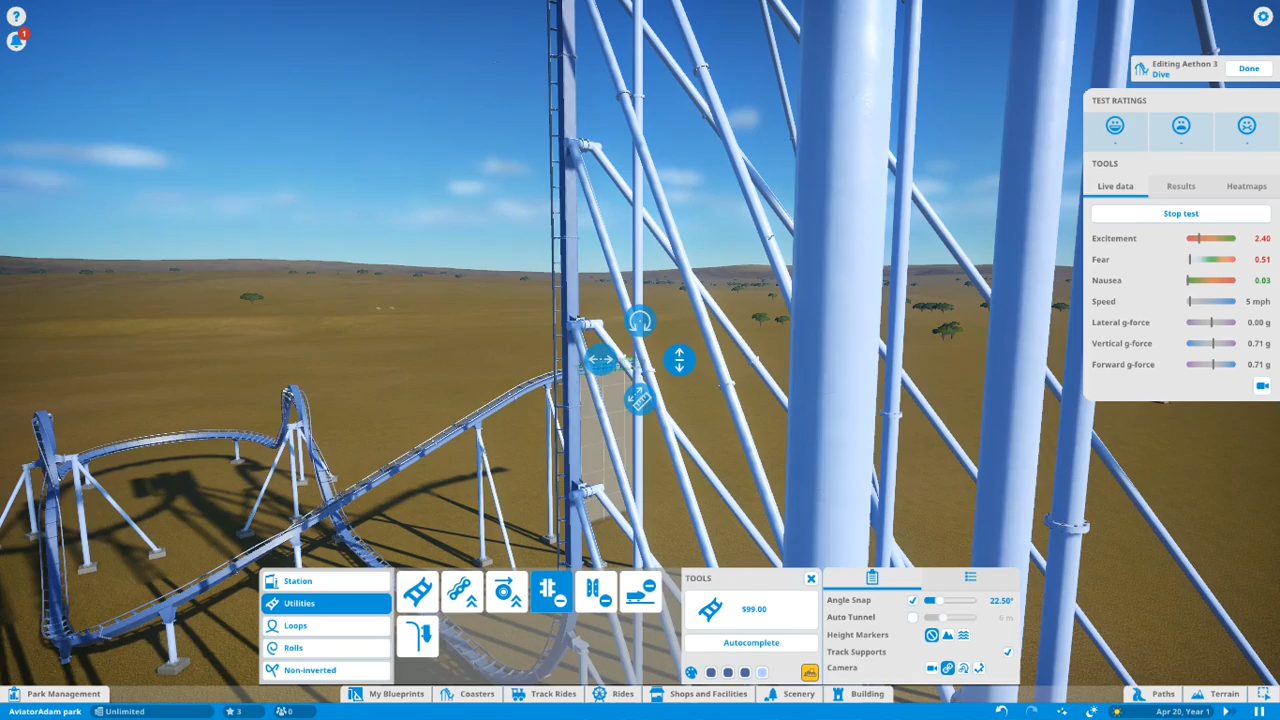 ?
1
Editing Aethon 3
Dive
Done
TEST RATINGS
- - -
TOOLS
Live data Results Heatmaps
Stop test
Excitement 2.40
Fear 0.51
Nausea 0.03
Speed 5 mph
Lateral g-force 0.00 g
Vertical g-force 0.71 g
Forward g-force 0.71 g
Station
Utilities
Loops
Rolls
Non-inverted
TOOLS
$99.00
Autocomplete
Angle Snap 22.50°
Auto Tunnel 6 m
Height Markers
Track Supports
Camera
Park Management My Blueprints Coasters Track Rides Rides Shops and Facilities Scenery Building Paths Terrain
AviatorAdam park Unlimited 3 0 Apr 20, Year 1